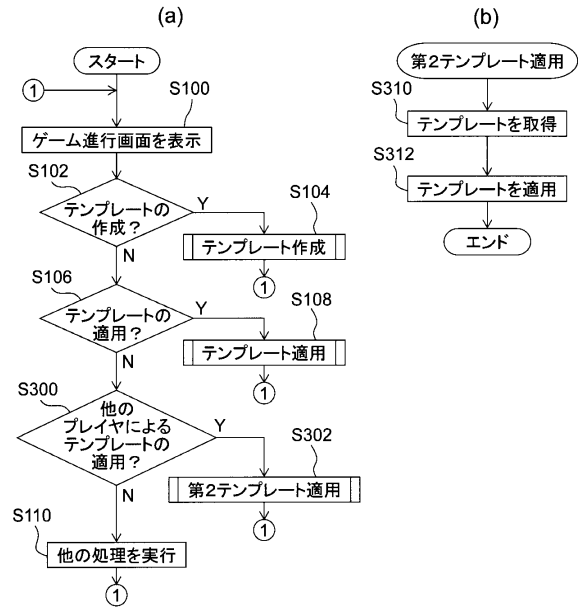 (a)
スタート
①
S100
ゲーム進行画面を表示
S102
テンプレートの
作成？
Y
S104
テンプレート作成
①
N
S106
テンプレートの
適用？
Y
S108
テンプレート適用
①
N
S300
他の
プレイヤによる
テンプレートの
適用？
Y
S302
第2テンプレート適用
①
N
S110
他の処理を実行
①
(b)
第2テンプレート適用
S310
テンプレートを取得
S312
テンプレートを適用
エンド